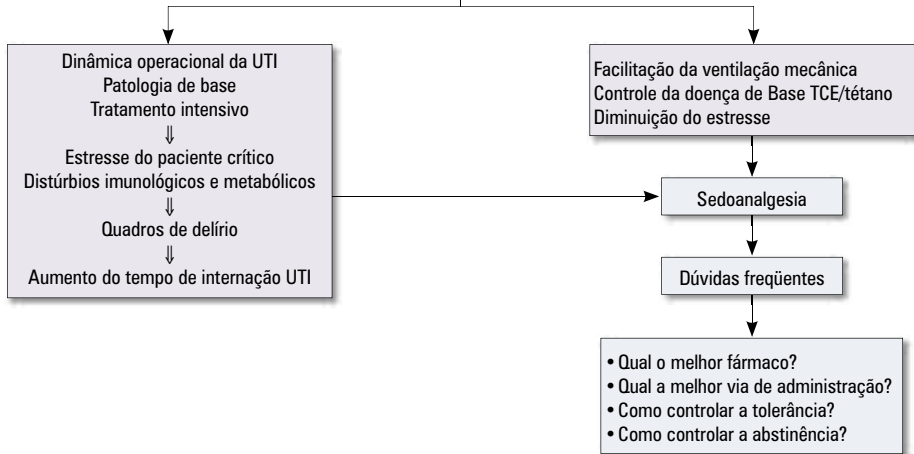 Dinâmica operacional da UTI
Patologia de base
Tratamento intensivo
⇓
Estresse do paciente crítico
Distúrbios imunológicos e metabólicos
⇓
Quadros de delírio
⇓
Aumento do tempo de internação UTI
Facilitação da ventilação mecânica
Controle da doença de Base TCE/tétano
Diminuição do estresse
Sedoanalgesia
Dúvidas freqüentes
• Qual o melhor fármaco?
• Qual a melhor via de administração?
• Como controlar a tolerância?
• Como controlar a abstinência?